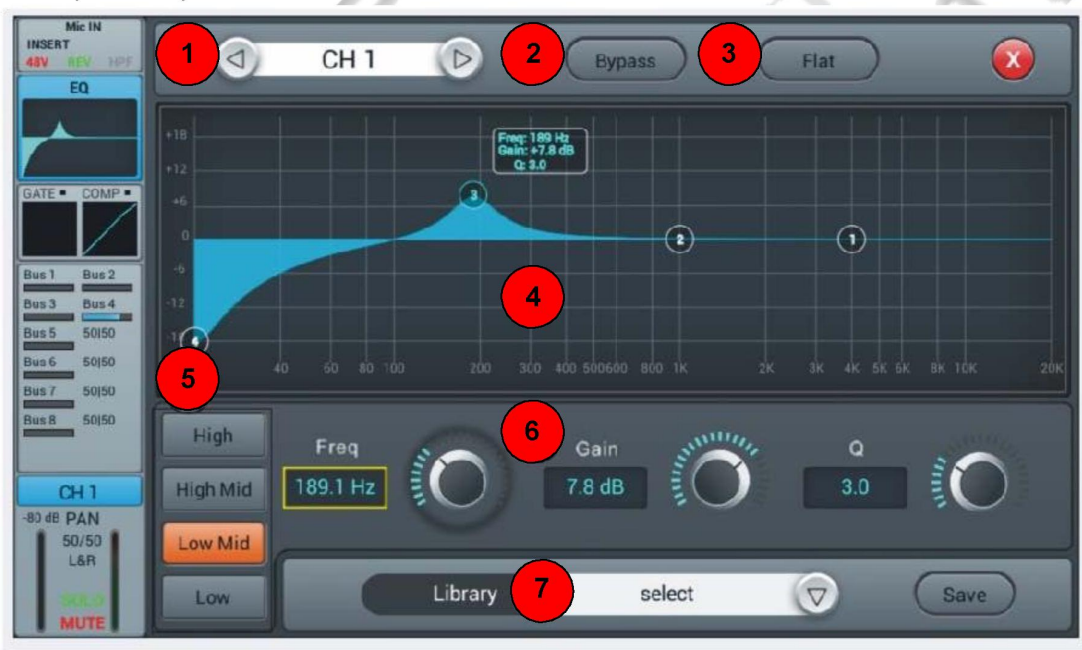 Mic IN
INSERT
48V REV HPF
EQ
GATE COMP
Bus 1 Bus 2
Bus 3 Bus 4
Bus 5 50|50
Bus 6 50|50
Bus 7 50|50
Bus 8 50|50
CH 1
-80 dB PAN
50/50
L&R
SOLO
MUTE
1 CH 1 2 Bypass 3 Flat X
+18
+12
+6
0
-6
-12
Freq: 189 Hz
Gain: +7.8 dB
Q: 3.0
3
2 1
4
40 60 80 100 200 300 400 500 600 800 1K 2K 3K 4K 5K 6K 8K 10K 20K
5
High
High Mid
Low Mid
Low
6
Freq Gain Q
189.1 Hz 7.8 dB 3.0
Library 7 select Save